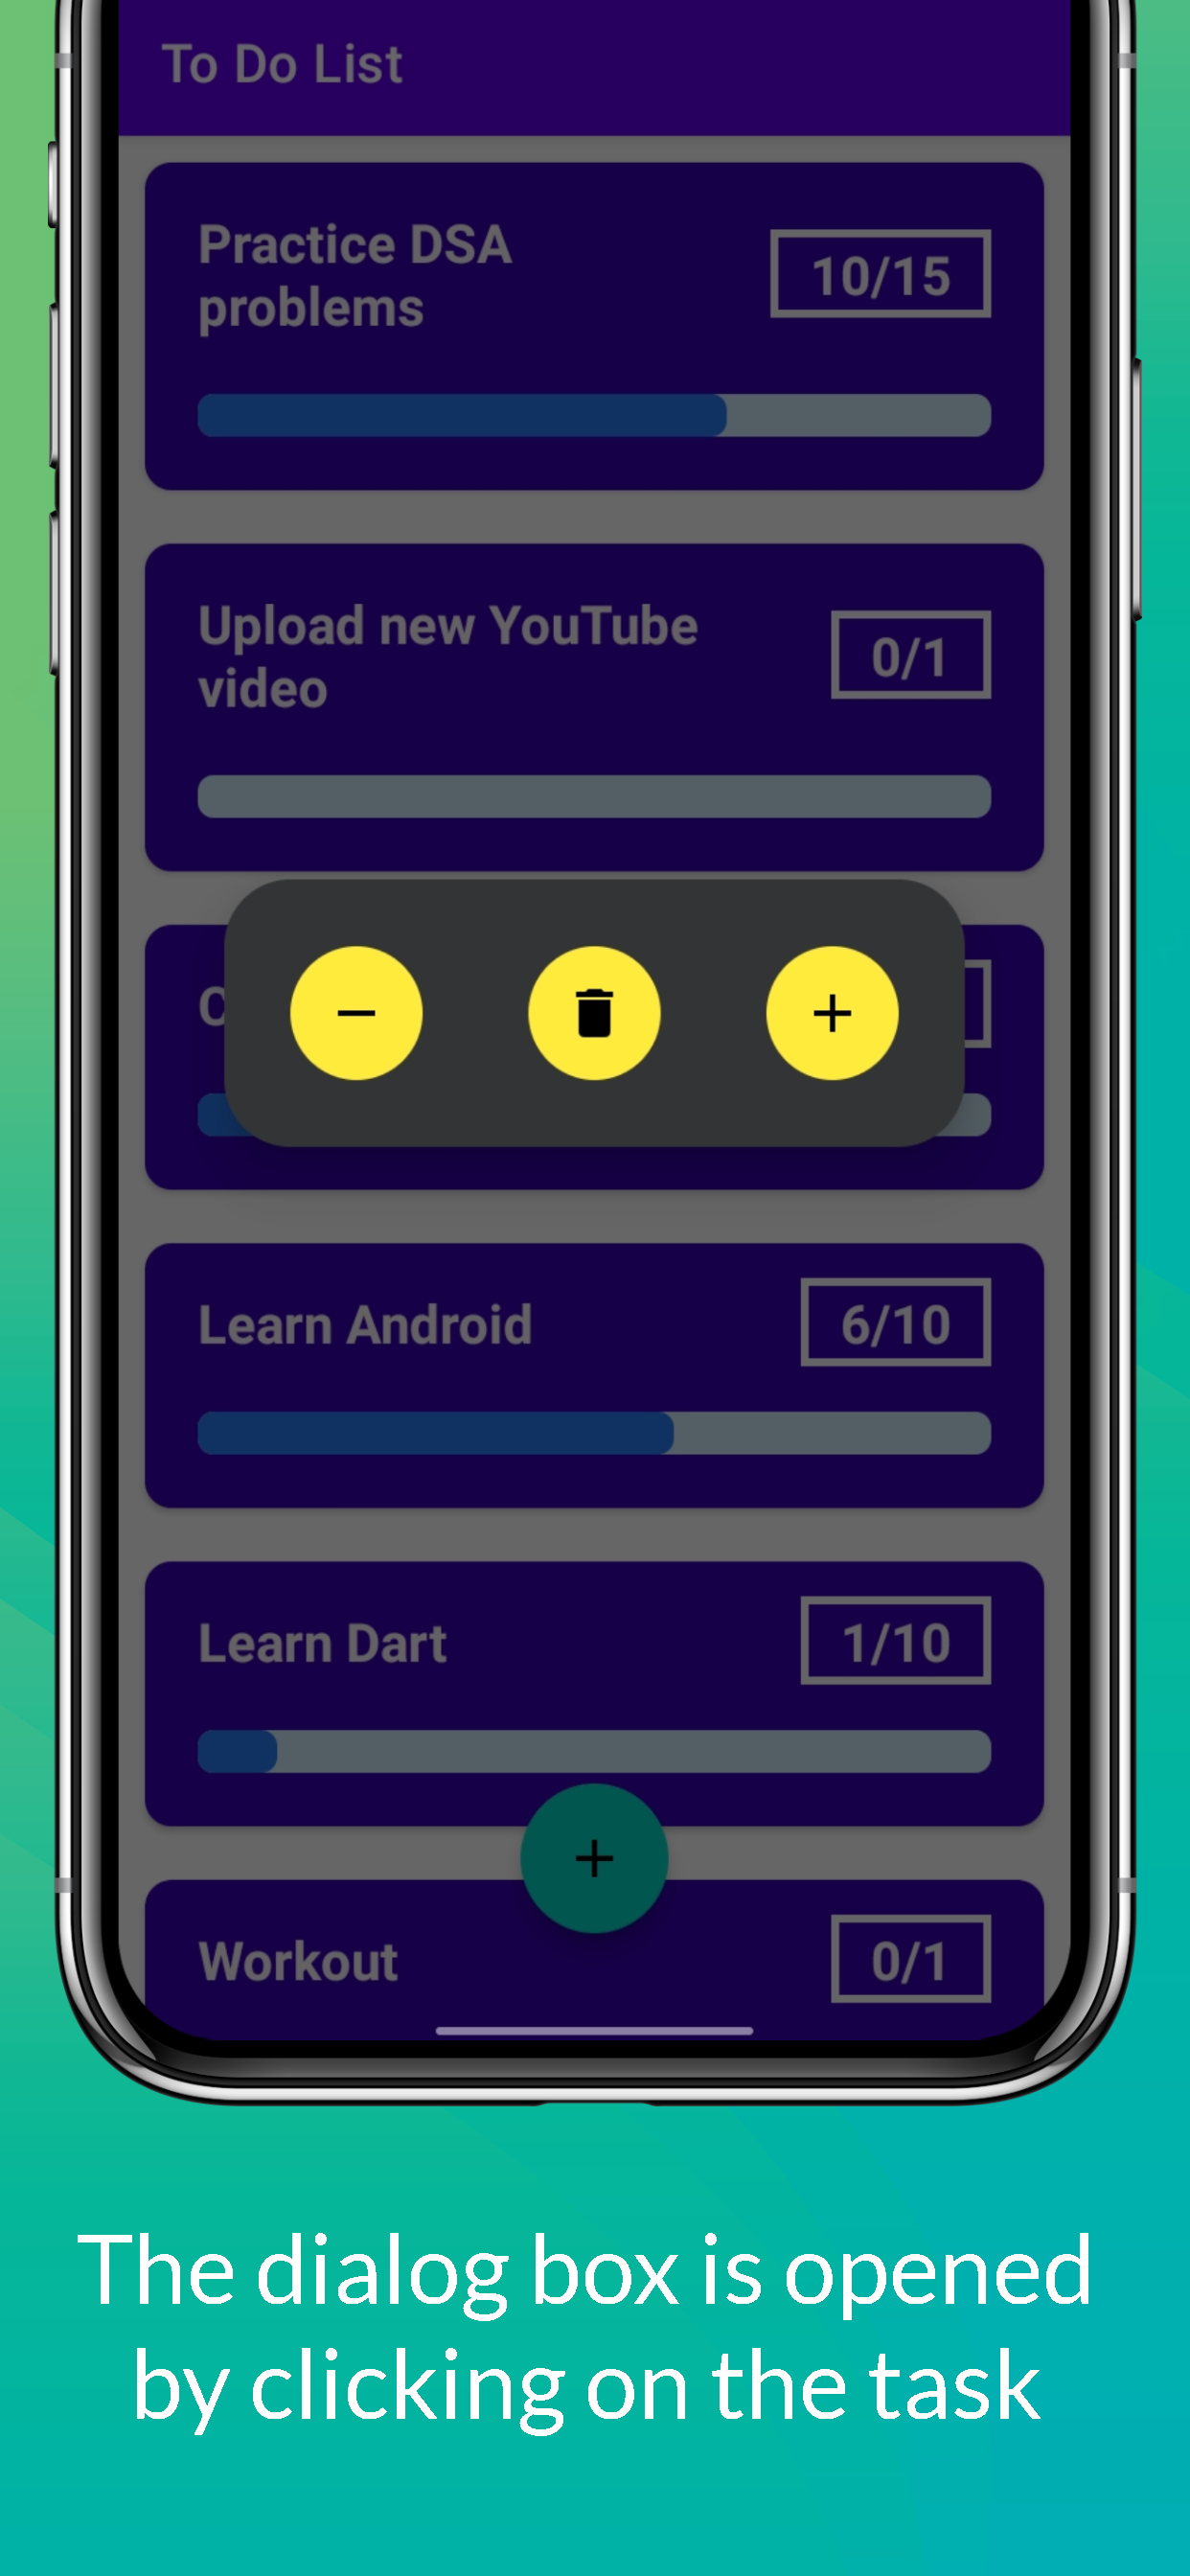 To Do List
Practice DSA
problems
10/15
Upload new YouTube
video
0/1
Learn Android
6/10
Learn Dart
1/10
Workout
0/1
The dialog box is opened
by clicking on the task